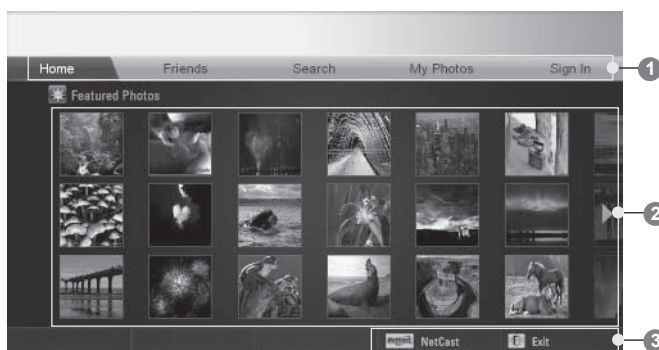 Home Friends Search My Photos Sign In
1
Featured Photos
2
NetCast Exit
3